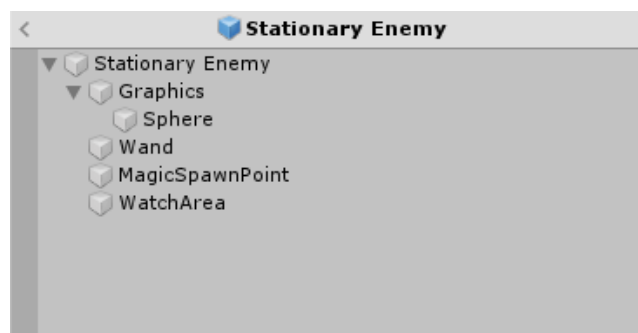 Stationary Enemy
Stationary Enemy
Graphics
Sphere
Wand
MagicSpawnPoint
WatchArea